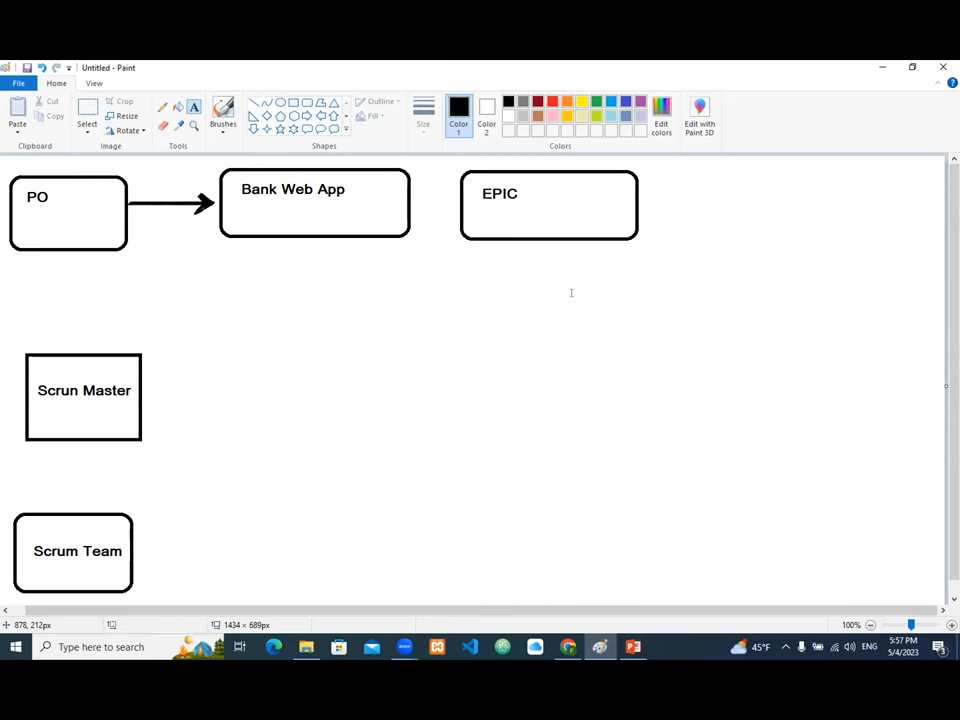 Untitled - Paint
File
Home
View
Paste
Cut
Copy
Clipboard
Select
Crop
Resize
Rotate
Image
Tools
Brushes
Shapes
Outline
Fill
Size
Color 1
Color 2
Edit colors
Colors
Edit with Paint 3D
PO
Bank Web App
EPIC
Scrun Master
Scrum Team
878, 212px
1434 × 689px
100%
Type here to search
45°F
ENG
5:57 PM
5/4/2023
3